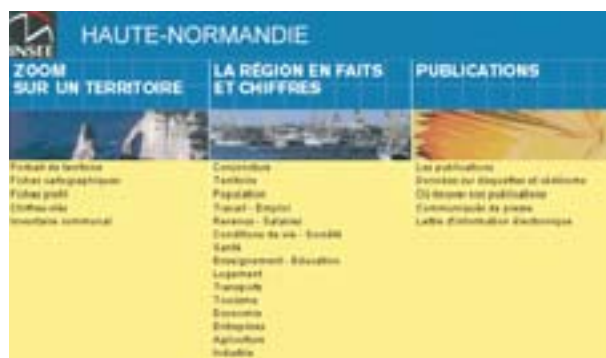 INSEE
HAUTE-NORMANDIE
ZOOM
SUR UN TERRITOIRE
Portrait de territoire
Fiches cartographiques
Fiches profil
Chiffres-clés
Inventaire communal
LA RÉGION EN FAITS
ET CHIFFRES
Conjoncture
Territoire
Population
Travail - Emploi
Revenus - Salaires
Conditions de vie - Société
Santé
Enseignement - Education
Logement
Transports
Tourisme
Economie
Entreprises
Agriculture
Industrie
PUBLICATIONS
Les publications
Données sur disquettes et cédéroms
Où trouver nos publications
Communiqués de presse
Lettre d'information électronique